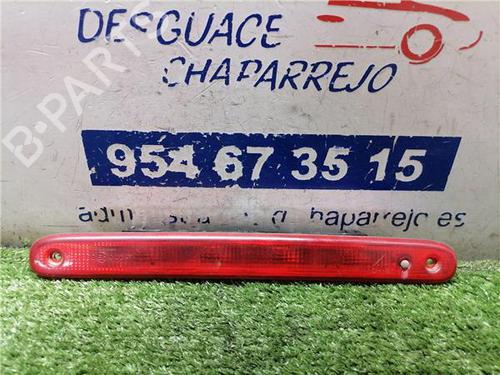 DESGUACE
CHAPARREJO
954 67 35 15
B-PARTS